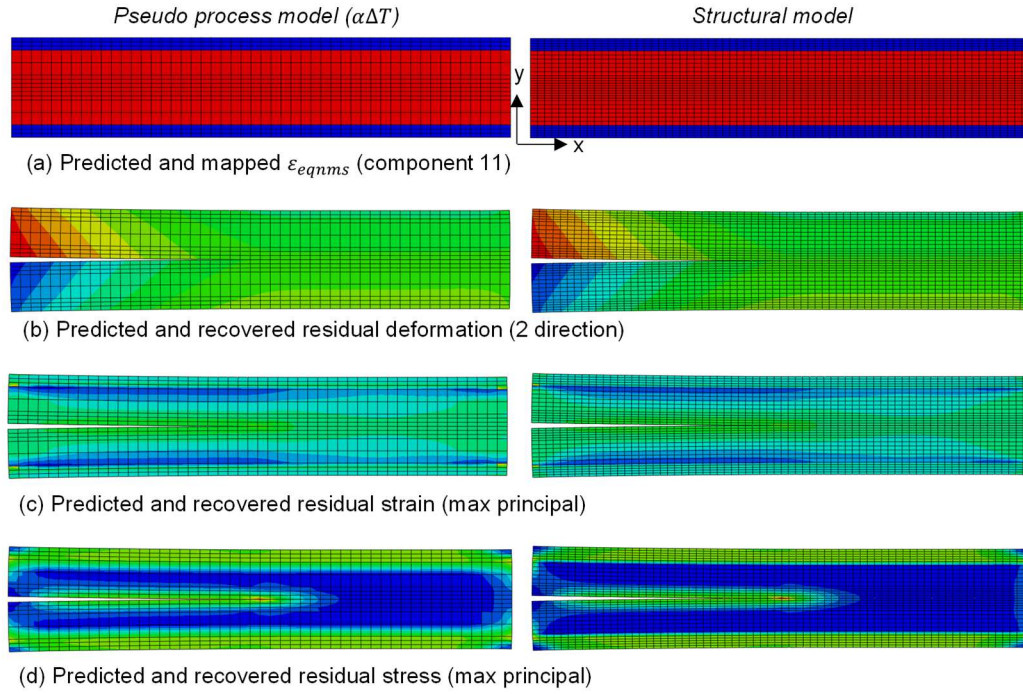 Pseudo process model (αΔT)
Structural model
y
x
(a) Predicted and mapped ε_eqnms (component 11)
(b) Predicted and recovered residual deformation (2 direction)
(c) Predicted and recovered residual strain (max principal)
(d) Predicted and recovered residual stress (max principal)